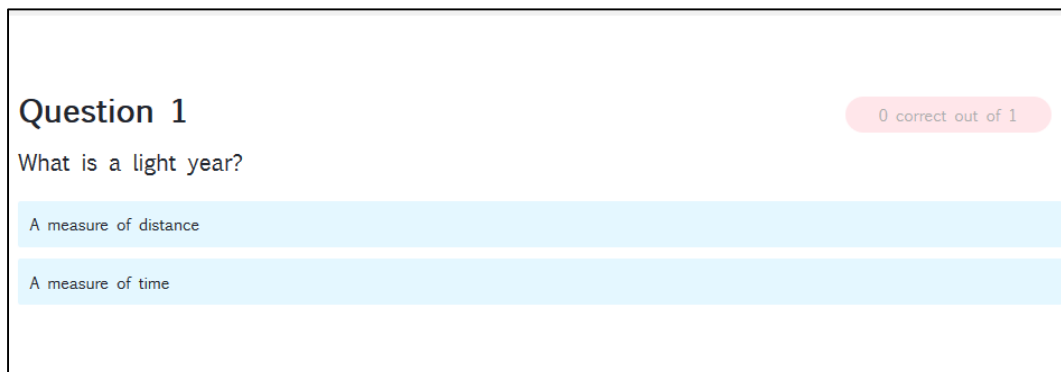 Question 1
0 correct out of 1
What is a light year?
A measure of distance
A measure of time